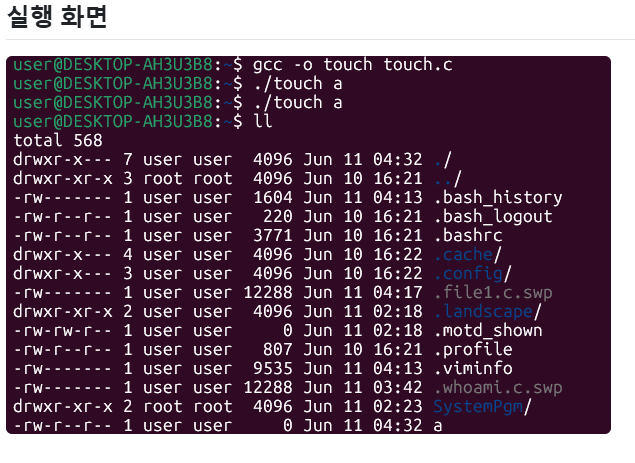 실행 화면
user@DESKTOP-AH3U3B8:~$ gcc -o touch touch.c
user@DESKTOP-AH3U3B8:~$ ./touch a
user@DESKTOP-AH3U3B8:~$ ./touch a
user@DESKTOP-AH3U3B8:~$ ll
total 568
drwxr-x--- 7 user user  4096 Jun 11 04:32 ./
drwxr-xr-x 3 root root  4096 Jun 10 16:21 ../
-rw------- 1 user user  1604 Jun 11 04:13 .bash_history
-rw-r--r-- 1 user user   220 Jun 10 16:21 .bash_logout
-rw-r--r-- 1 user user  3771 Jun 10 16:21 .bashrc
drwx------ 4 user user  4096 Jun 10 16:22 .cache/
drwxr-x--- 3 user user  4096 Jun 10 16:22 .config/
-rw------- 1 user user 12288 Jun 11 04:17 .file1.c.swp
drwxr-xr-x 2 user user  4096 Jun 11 02:18 .landscape/
-rw-rw-r-- 1 user user     0 Jun 11 02:18 .motd_shown
-rw-r--r-- 1 user user   807 Jun 10 16:21 .profile
-rw------- 1 user user  9535 Jun 11 04:13 .viminfo
-rw------- 1 user user 12288 Jun 11 03:42 .whoami.c.swp
drwxr-xr-x 2 root root  4096 Jun 11 02:23 SystemPgm/
-rw-r--r-- 1 user user     0 Jun 11 04:32 a